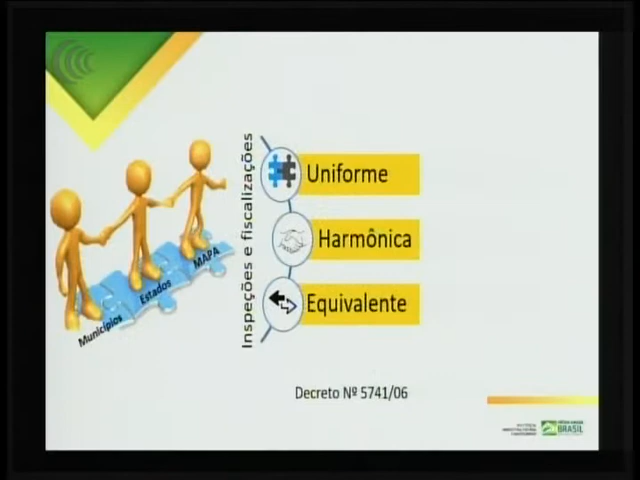 Inspeções e fiscalizações
Uniforme
Harmônica
Equivalente
Municípios
Estados
MAPA
Decreto Nº 5741/06
BRASIL